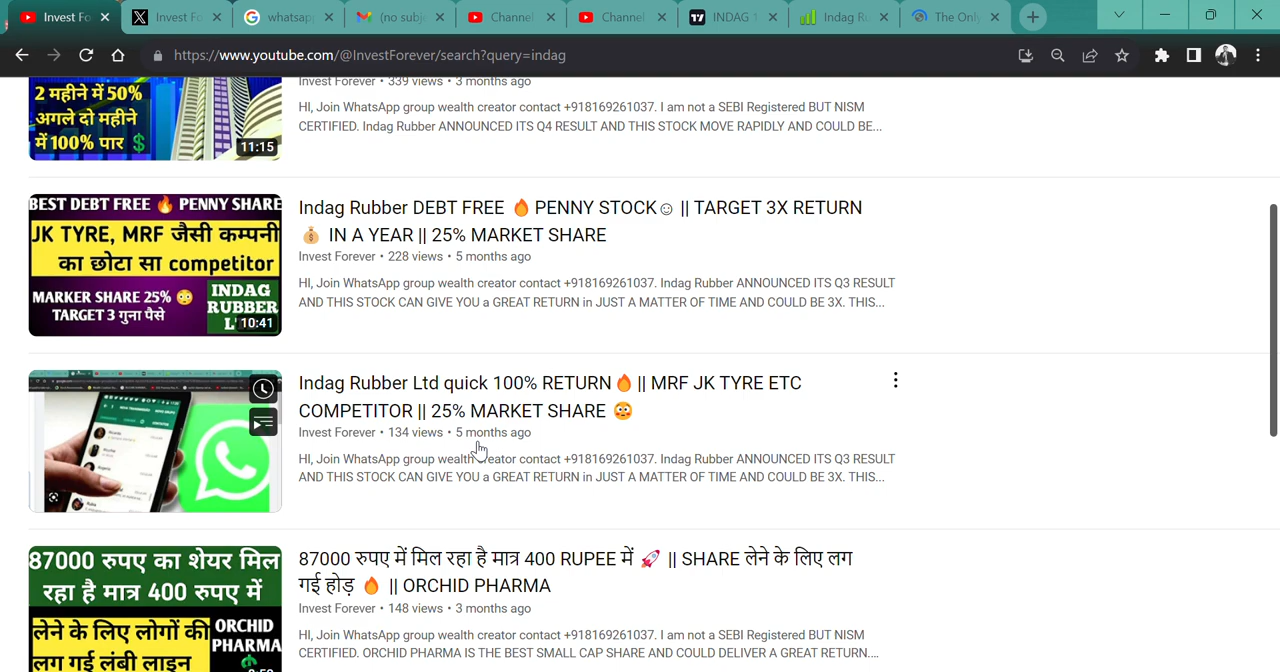 Invest Fo
Invest Fo
whatsap
(no subje
Channel
Channel
INDAG 1
Indag Ru
The Only
https://www.youtube.com/@InvestForever/search?query=indag
2 महीने में 50%
अगले दो महीने
में 100% पार
11:15
Invest Forever • 339 views • 3 months ago
HI, Join WhatsApp group wealth creator contact +918169261037. I am not a SEBI Registered BUT NISM
CERTIFIED. Indag Rubber ANNOUNCED ITS Q4 RESULT AND THIS STOCK MOVE RAPIDLY AND COULD BE...
BEST DEBT FREE 🔥 PENNY SHARE
JK TYRE, MRF जैसी कम्पनी
का छोटा सा competitor
MARKER SHARE 25% 😳
TARGET 3 गुना पैसे
INDAG
RUBBER
L
10:41
Indag Rubber DEBT FREE 🔥 PENNY STOCK☺ || TARGET 3X RETURN
💰 IN A YEAR || 25% MARKET SHARE
Invest Forever • 228 views • 5 months ago
HI, Join WhatsApp group wealth creator contact +918169261037. Indag Rubber ANNOUNCED ITS Q3 RESULT
AND THIS STOCK CAN GIVE YOU a GREAT RETURN in JUST A MATTER OF TIME AND COULD BE 3X. THIS...
Indag Rubber Ltd quick 100% RETURN🔥|| MRF JK TYRE ETC
COMPETITOR || 25% MARKET SHARE 😳
Invest Forever • 134 views • 5 months ago
HI, Join WhatsApp group wealth creator contact +918169261037. Indag Rubber ANNOUNCED ITS Q3 RESULT
AND THIS STOCK CAN GIVE YOU a GREAT RETURN in JUST A MATTER OF TIME AND COULD BE 3X. THIS...
87000 रुपए का शेयर मिल
रहा है मात्र 400 रुपए में
लेने के लिए लोगों की
लग गई लंबी लाइन
ORCHID
PHARMA
87000 रुपए में मिल रहा है मात्र 400 RUPEE में 🚀 || SHARE लेने के लिए लग
गई होड़ 🔥 || ORCHID PHARMA
Invest Forever • 148 views • 3 months ago
HI, Join WhatsApp group wealth creator contact +918169261037. I am not a SEBI Registered BUT NISM
CERTIFIED. ORCHID PHARMA IS THE BEST SMALL CAP SHARE AND COULD DELIVER A GREAT RETURN....